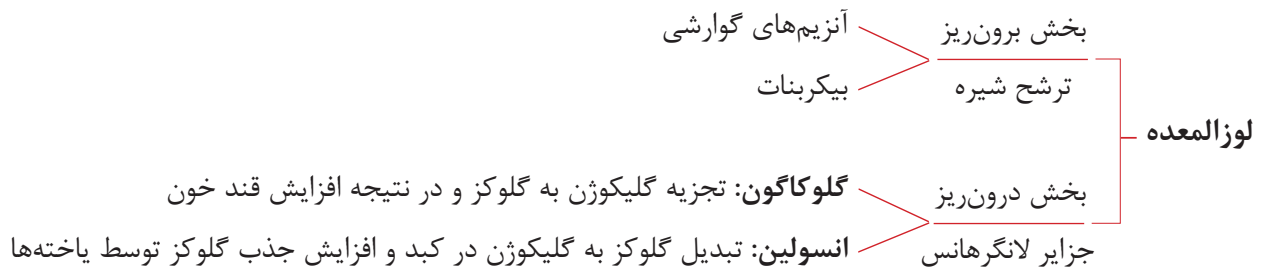 بخش برون‌ریز
ترشح شیره
آنزیم‌های گوارشی
بیکربنات
لوزالمعده
بخش درون‌ریز
جزایر لانگرهانس
گلوکاگون: تجزیه گلیکوژن به گلوکز و در نتیجه افزایش قند خون
انسولین: تبدیل گلوکز به گلیکوژن در کبد و افزایش جذب گلوکز توسط یاخته‌ها